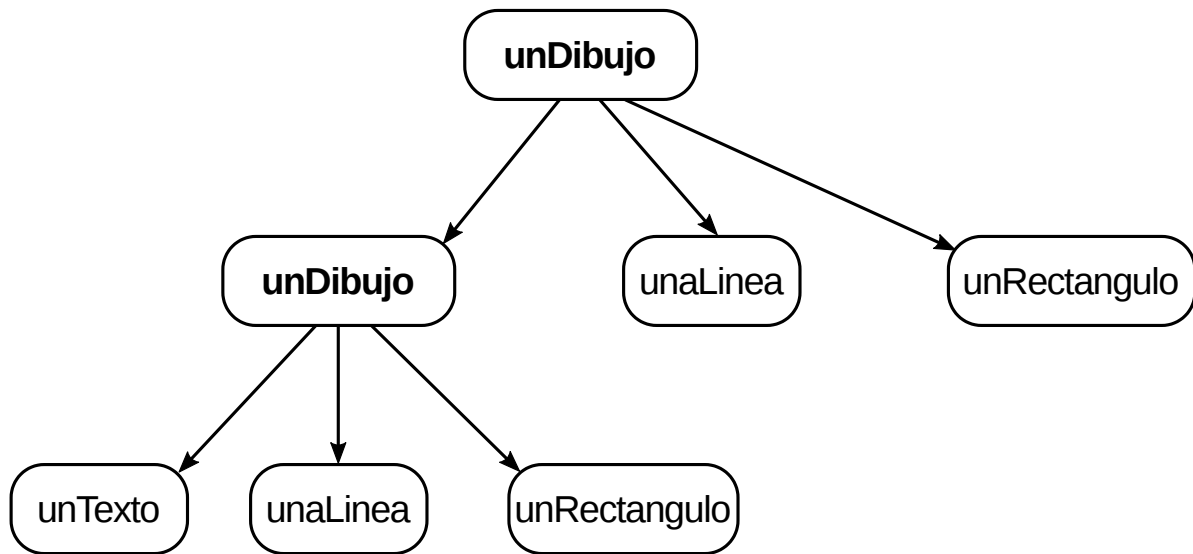 unDibujo
unDibujo
unaLinea
unRectangulo
unTexto
unaLinea
unRectangulo